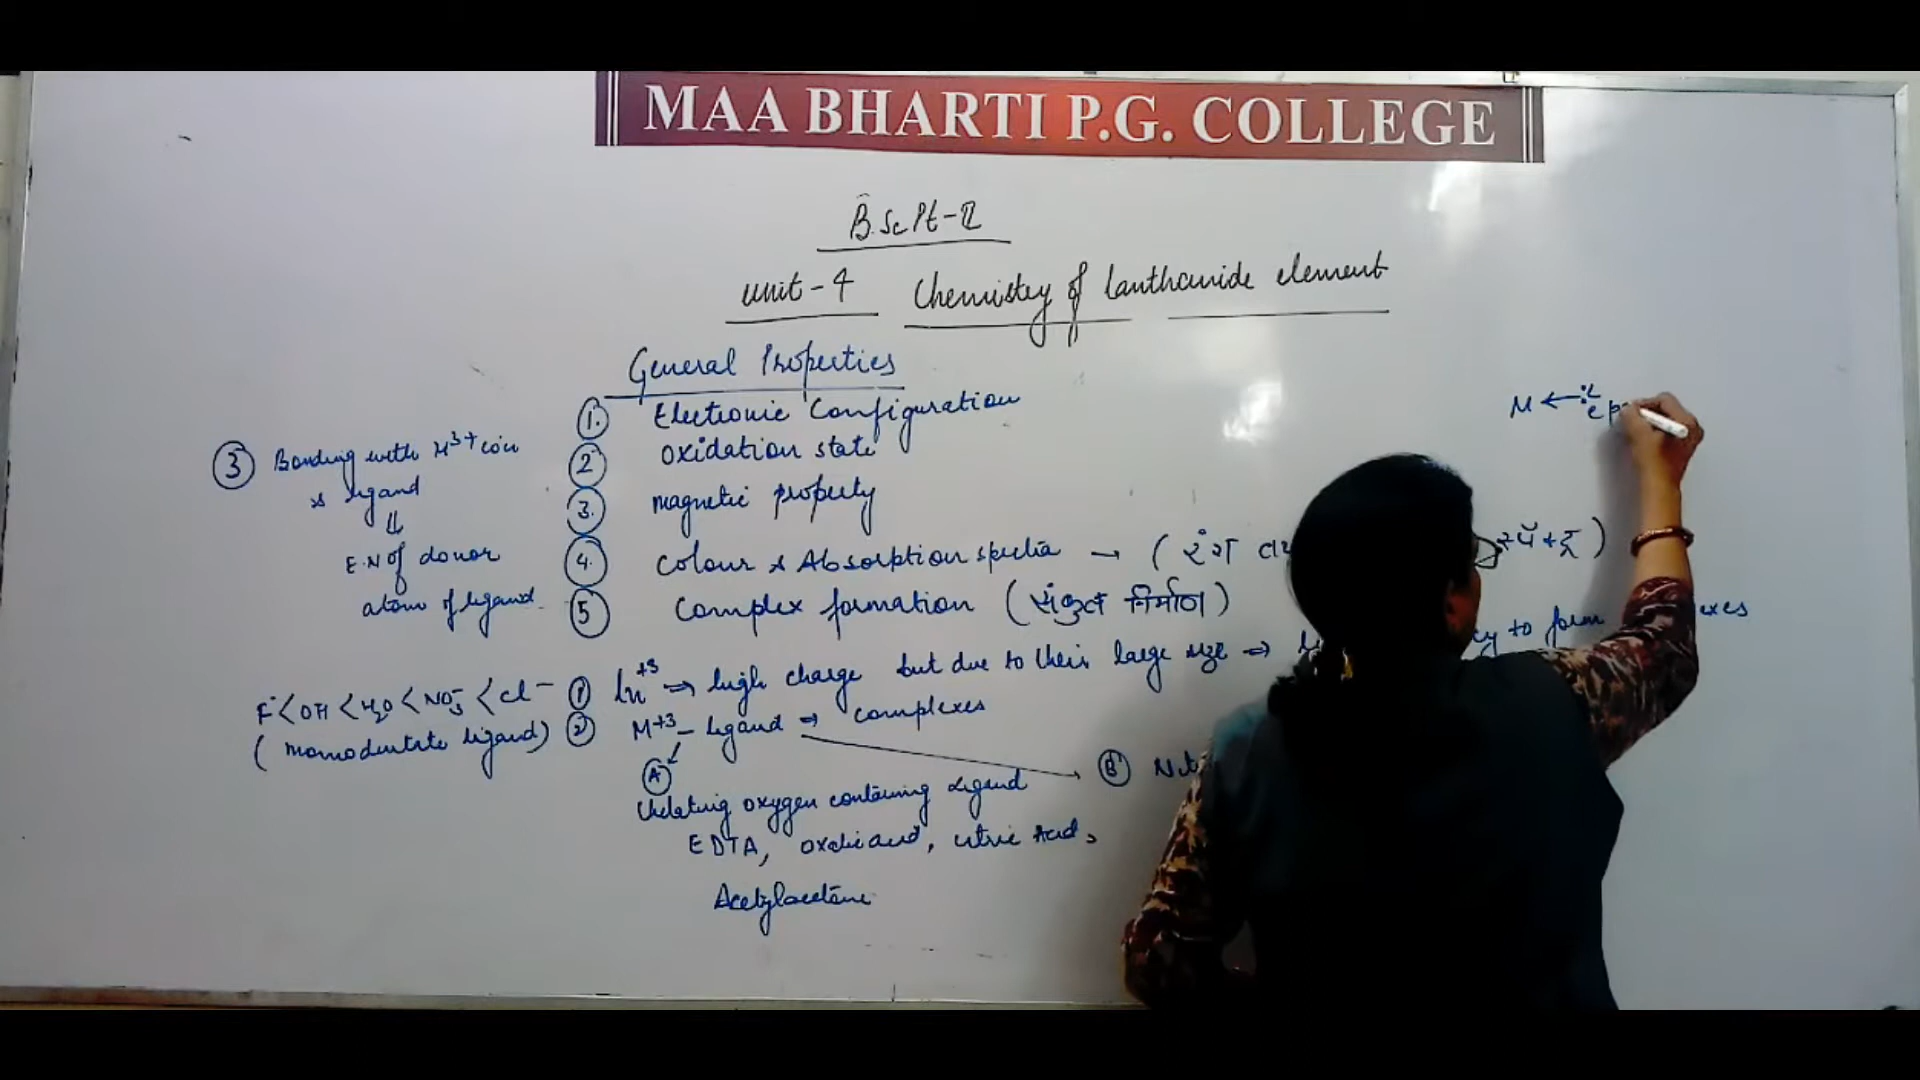 MAA BHARTI P.G. COLLEGE
B.Sc Pt-II
unit-4 Chemistry of lanthanide element
General Properties
1. Electronic Configuration
2 oxidation state
3. magnetic property
4. Colour & Absorption spectra → (रंग
5 Complex formation (संकुल निर्माण)
① Ln+3 ⇒ high charge but due to their large size ⇒ to form
② M+3 - ligand ⇒ complexes
A
Chelating oxygen containing ligand
EDTA, oxalic acid, citric Acid,
Acetylacetone
B
3 Bonding with M3+ ion
& ligand
⇓
E.N of donor
atom of ligand
F- < OH < H2O < NO3- < Cl-
(monodentate ligand)
M ← : L